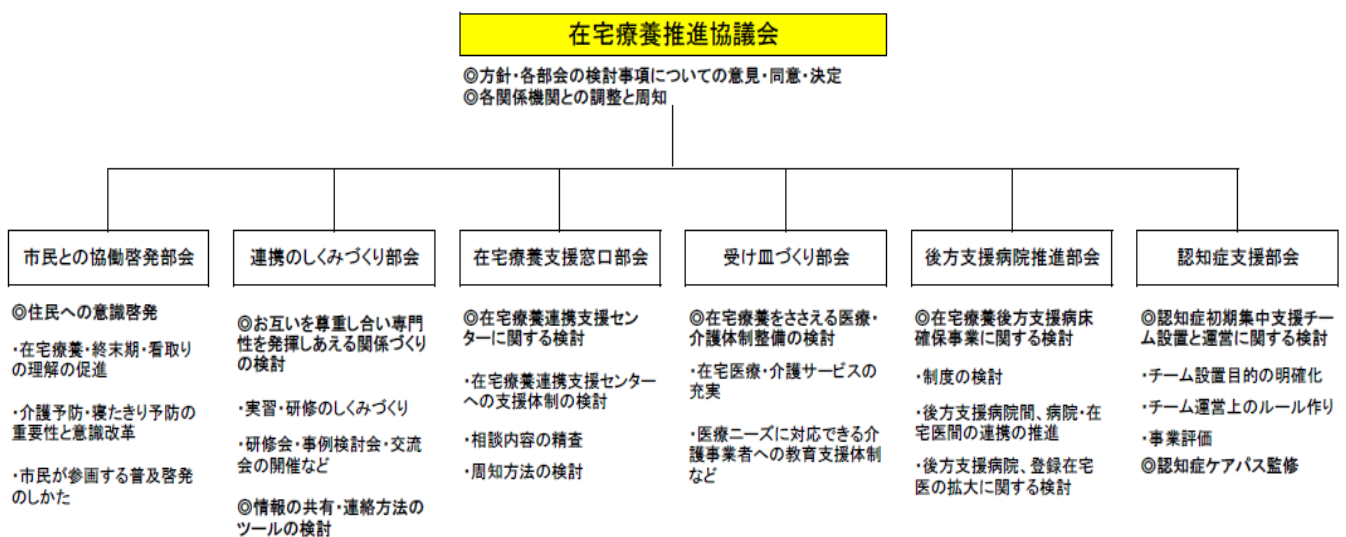 在宅療養推進協議会
◎方針・各部会の検討事項についての意見・同意・決定
◎各関係機関との調整と周知
市民との協働啓発部会
◎住民への意識啓発
・在宅療養・終末期・看取り
の理解の促進
・介護予防・寝たきり予防の
重要性と意識改革
・市民が参画する普及啓発
のしかた
連携のしくみづくり部会
◎お互いを尊重し合い専門
性を発揮しあえる関係づくり
の検討
・実習・研修のしくみづくり
・研修会・事例検討会・交流
会の開催など
◎情報の共有・連絡方法の
ツールの検討
在宅療養支援窓口部会
◎在宅療養連携支援セン
ターに関する検討
・在宅療養連携支援センター
への支援体制の検討
・相談内容の精査
・周知方法の検討
受け皿づくり部会
◎在宅療養をささえる医療・
介護体制整備の検討
・在宅医療・介護サービスの
充実
・医療ニーズに対応できる介
護事業者への教育支援体制
など
後方支援病院推進部会
◎在宅療養後方支援病床
確保事業に関する検討
・制度の検討
・後方支援病院間、病院・在
宅医間の連携の推進
・後方支援病院、登録在宅
医の拡大に関する検討
認知症支援部会
◎認知症初期集中支援チー
ム設置と運営に関する検討
・チーム設置目的の明確化
・チーム運営上のルール作り
・事業評価
◎認知症ケアパス監修